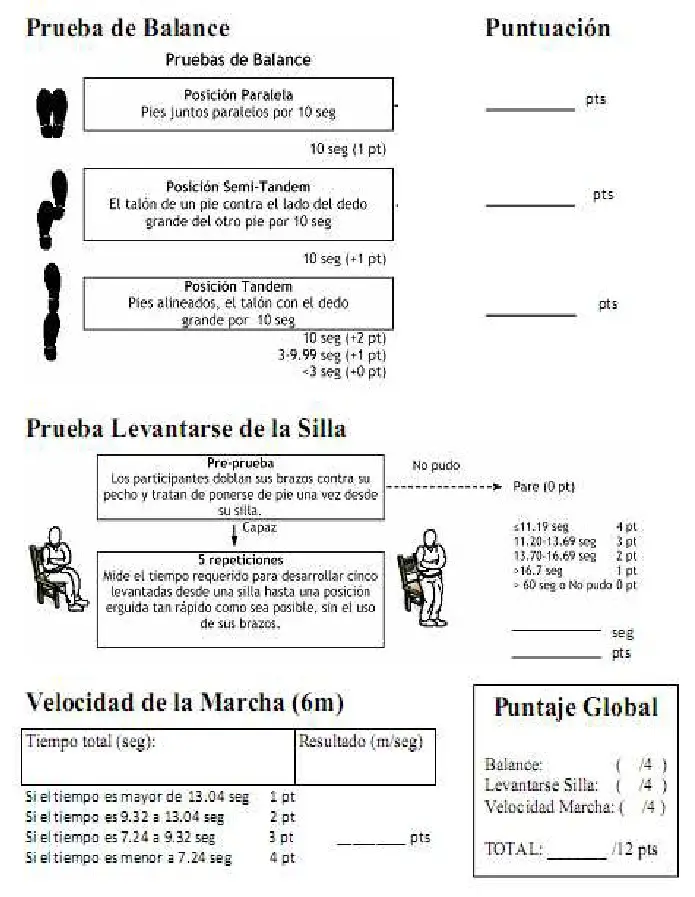 Prueba de Balance
Puntuación
Pruebas de Balance
Posición Paralela
Pies juntos paralelos por 10 seg
_________ pts
10 seg (1 pt)
Posición Semi-Tandem
El talón de un pie contra el lado del dedo
grande del otro pie por 10 seg
_________ pts
10 seg (+1 pt)
Posición Tandem
Pies alineados, el talón con el dedo
grande por 10 seg
_________ pts
10 seg (+2 pt)
3-9.99 seg (+1 pt)
<3 seg (+0 pt)
Prueba Levantarse de la Silla
Pre-prueba
Los participantes doblan sus brazos contra su
pecho y tratan de ponerse de pie una vez desde
su silla.
No pudo
Pare (0 pt)
Capaz
5 repeticiones
Mide el tiempo requerido para desarrollar cinco
levantadas desde una silla hasta una posición
erguida tan rápido como sea posible, sin el uso
de sus brazos.
≤11.19 seg 4 pt
11.20-13.69 seg 3 pt
13.70-16.69 seg 2 pt
>16.7 seg 1 pt
> 60 seg o No pudo 0 pt
_________ seg
_________ pts
Velocidad de la Marcha (6m)
Tiempo total (seg):
Resultado (m/seg)
Si el tiempo es mayor de 13.04 seg 1 pt
Si el tiempo es 9.32 a 13.04 seg 2 pt
Si el tiempo es 7.24 a 9.32 seg 3 pt
Si el tiempo es menor a 7.24 seg 4 pt
_________ pts
Puntaje Global
Balance: ( /4 )
Levantarse Silla: ( /4 )
Velocidad Marcha: ( /4 )
TOTAL: ______ /12 pts